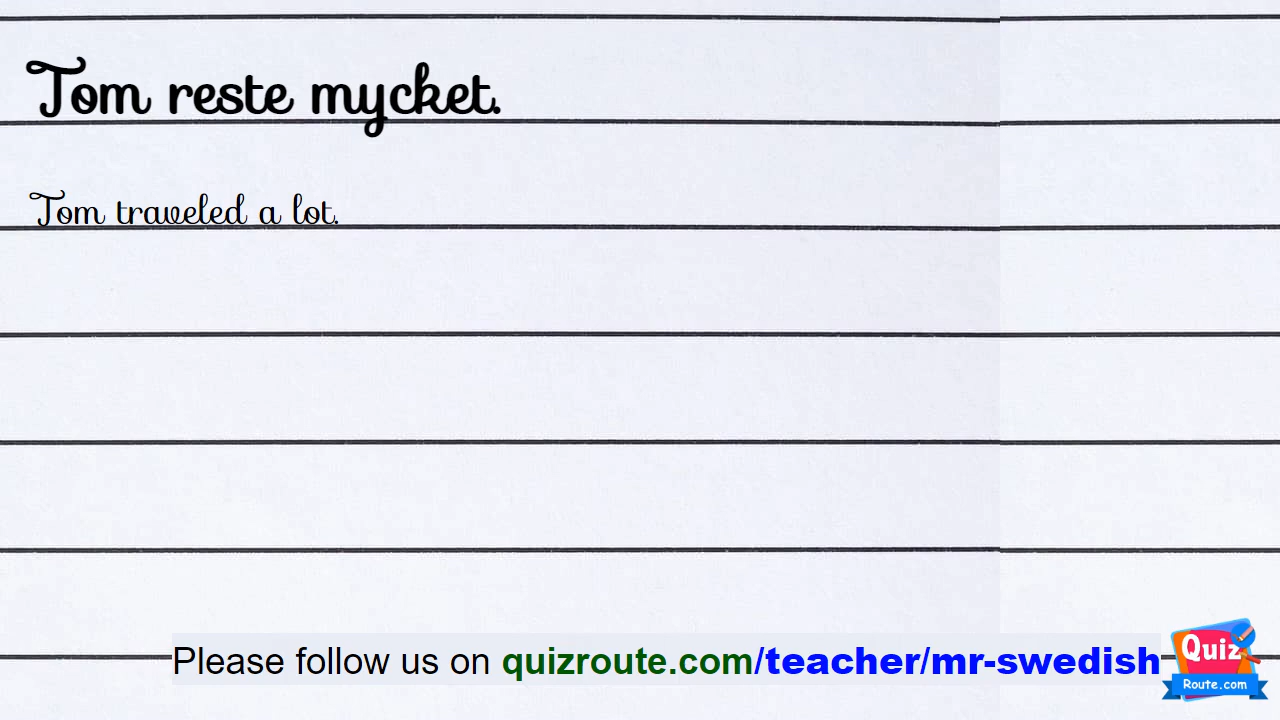 Tom reste mycket.
Tom traveled a lot.
Please follow us on quizroute.com/teacher/mr-swedish
Quiz
Route.com